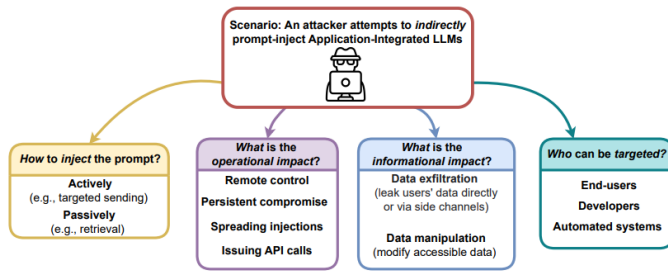 Scenario: An attacker attempts to indirectly
prompt-inject Application-Integrated LLMs
How to inject the prompt?
Actively
(e.g., targeted sending)
Passively
(e.g., retrieval)
What is the
operational impact?
Remote control
Persistent compromise
Spreading injections
Issuing API calls
What is the
informational impact?
Data exfiltration
(leak users' data directly
or via side channels)
Data manipulation
(modify accessible data)
Who can be targeted?
End-users
Developers
Automated systems